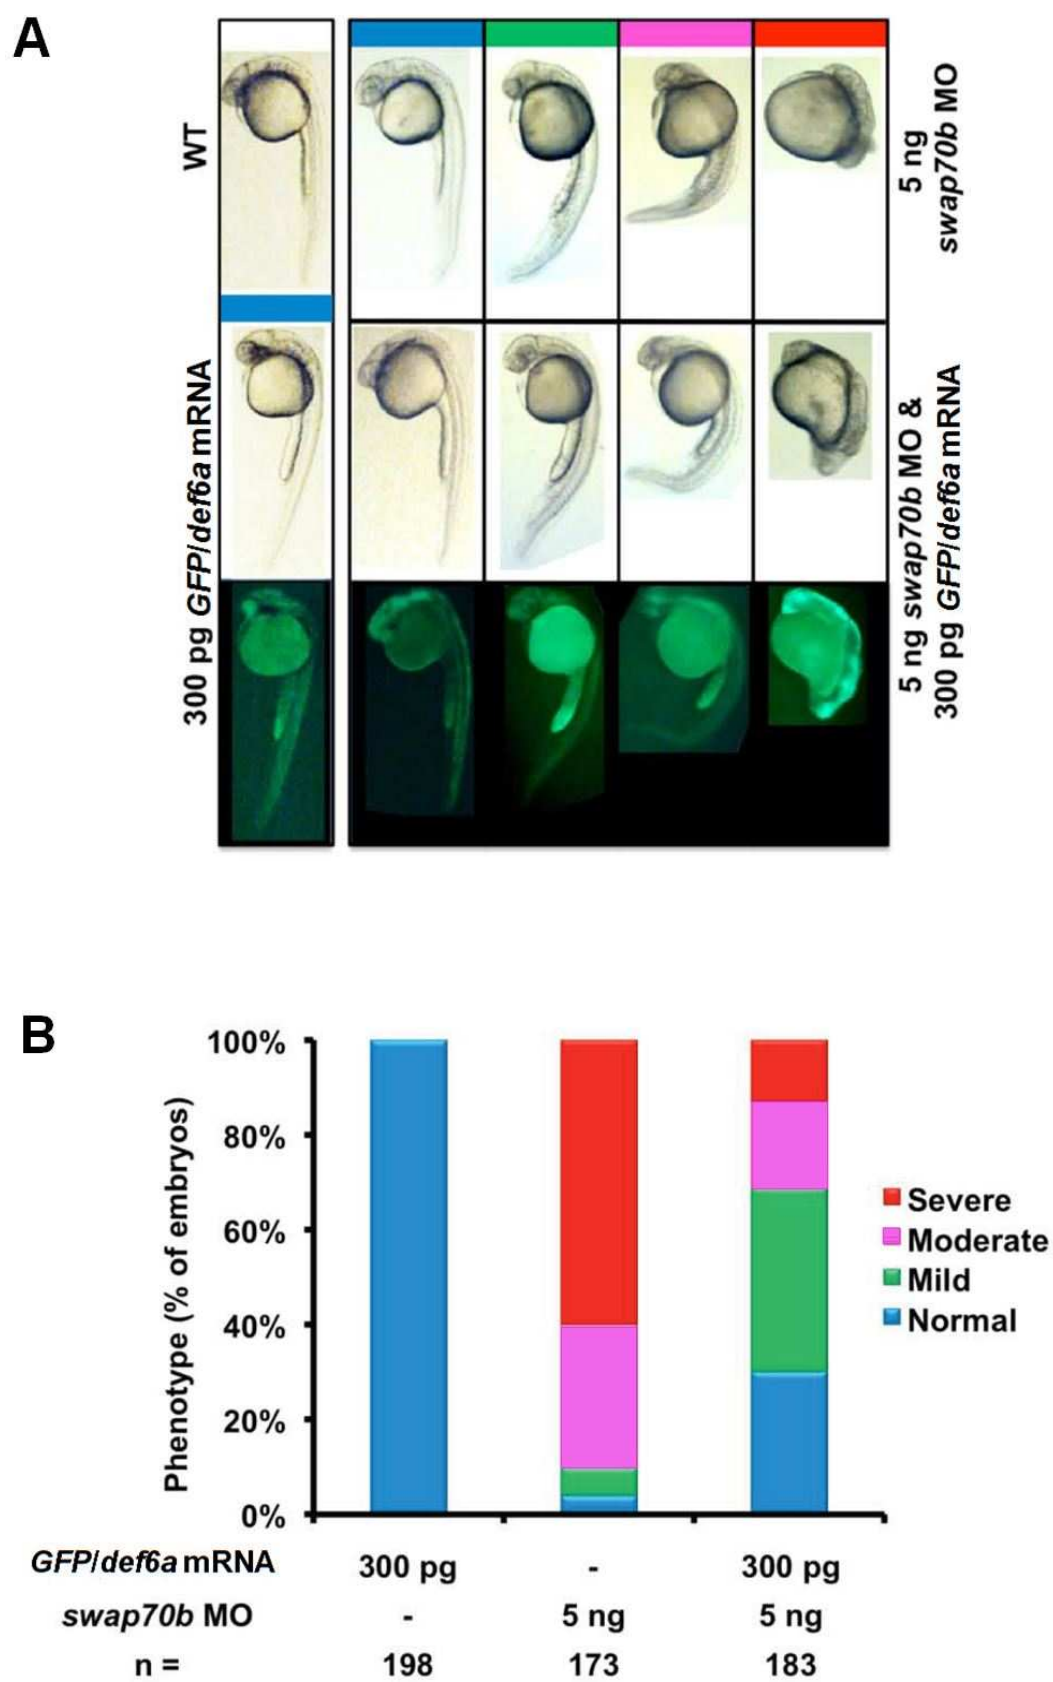 A
WT
5 ng
swap70b MO
300 pg GFP/def6a mRNA
5 ng swap70b MO &
300 pg GFP/def6a mRNA
B
Phenotype (% of embryos)
100%
80%
60%
40%
20%
0%
Severe
Moderate
Mild
Normal
GFP/def6a mRNA 300 pg - 300 pg
swap70b MO - 5 ng 5 ng
n = 198 173 183